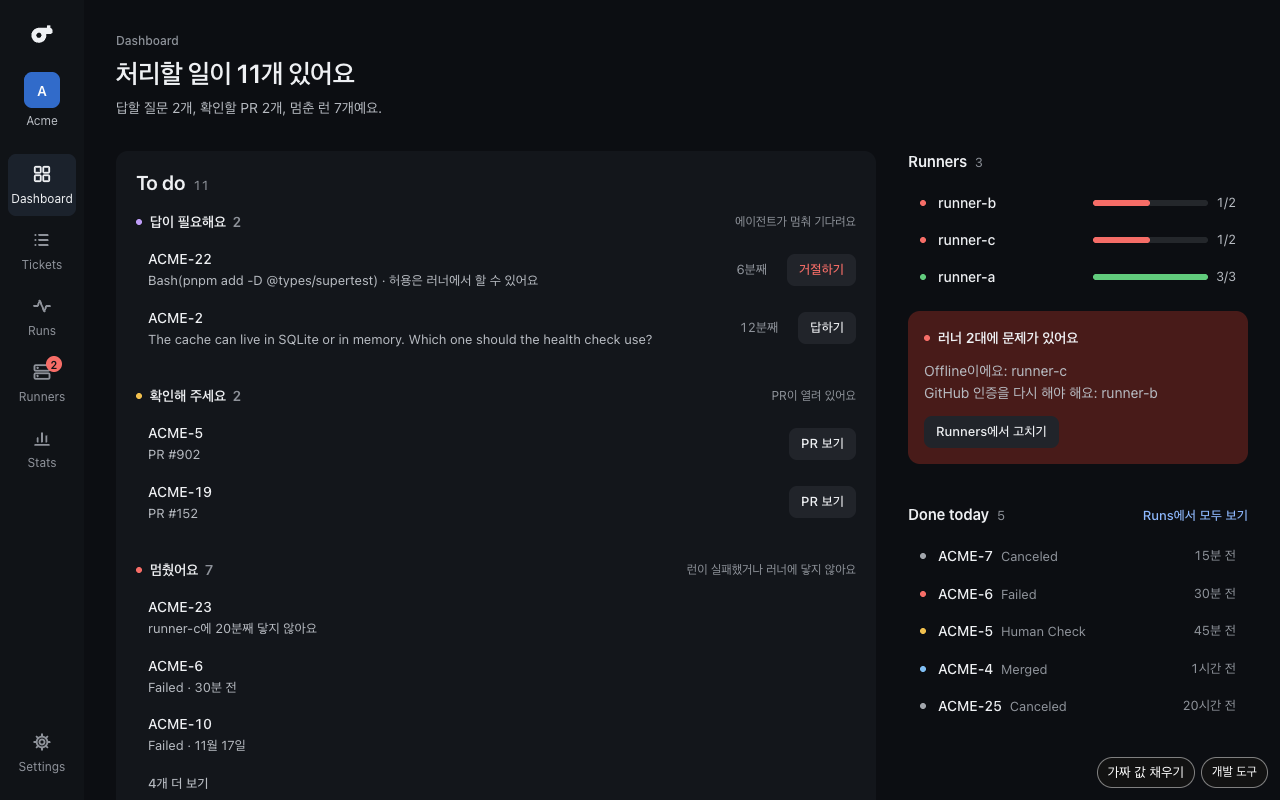 A
Acme
Dashboard
Tickets
Runs
2
Runners
Stats
Settings
Dashboard
처리할 일이 11개 있어요
답할 질문 2개, 확인할 PR 2개, 멈춘 런 7개예요.
To do 11
답이 필요해요 2 에이전트가 멈춰 기다려요
ACME-22
Bash(pnpm add -D @types/supertest) · 허용은 러너에서 할 수 있어요
6분째 거절하기
ACME-2
The cache can live in SQLite or in memory. Which one should the health check use?
12분째 답하기
확인해 주세요 2 PR이 열려 있어요
ACME-5
PR #902
PR 보기
ACME-19
PR #152
PR 보기
멈췄어요 7 런이 실패했거나 러너에 닿지 않아요
ACME-23
runner-c에 20분째 닿지 않아요
ACME-6
Failed · 30분 전
ACME-10
Failed · 11월 17일
4개 더 보기
Runners 3
runner-b 1/2
runner-c 1/2
runner-a 3/3
러너 2대에 문제가 있어요
Offline이에요: runner-c
GitHub 인증을 다시 해야 해요: runner-b
Runners에서 고치기
Done today 5 Runs에서 모두 보기
ACME-7 Canceled 15분 전
ACME-6 Failed 30분 전
ACME-5 Human Check 45분 전
ACME-4 Merged 1시간 전
ACME-25 Canceled 20시간 전
가짜 값 채우기 개발 도구